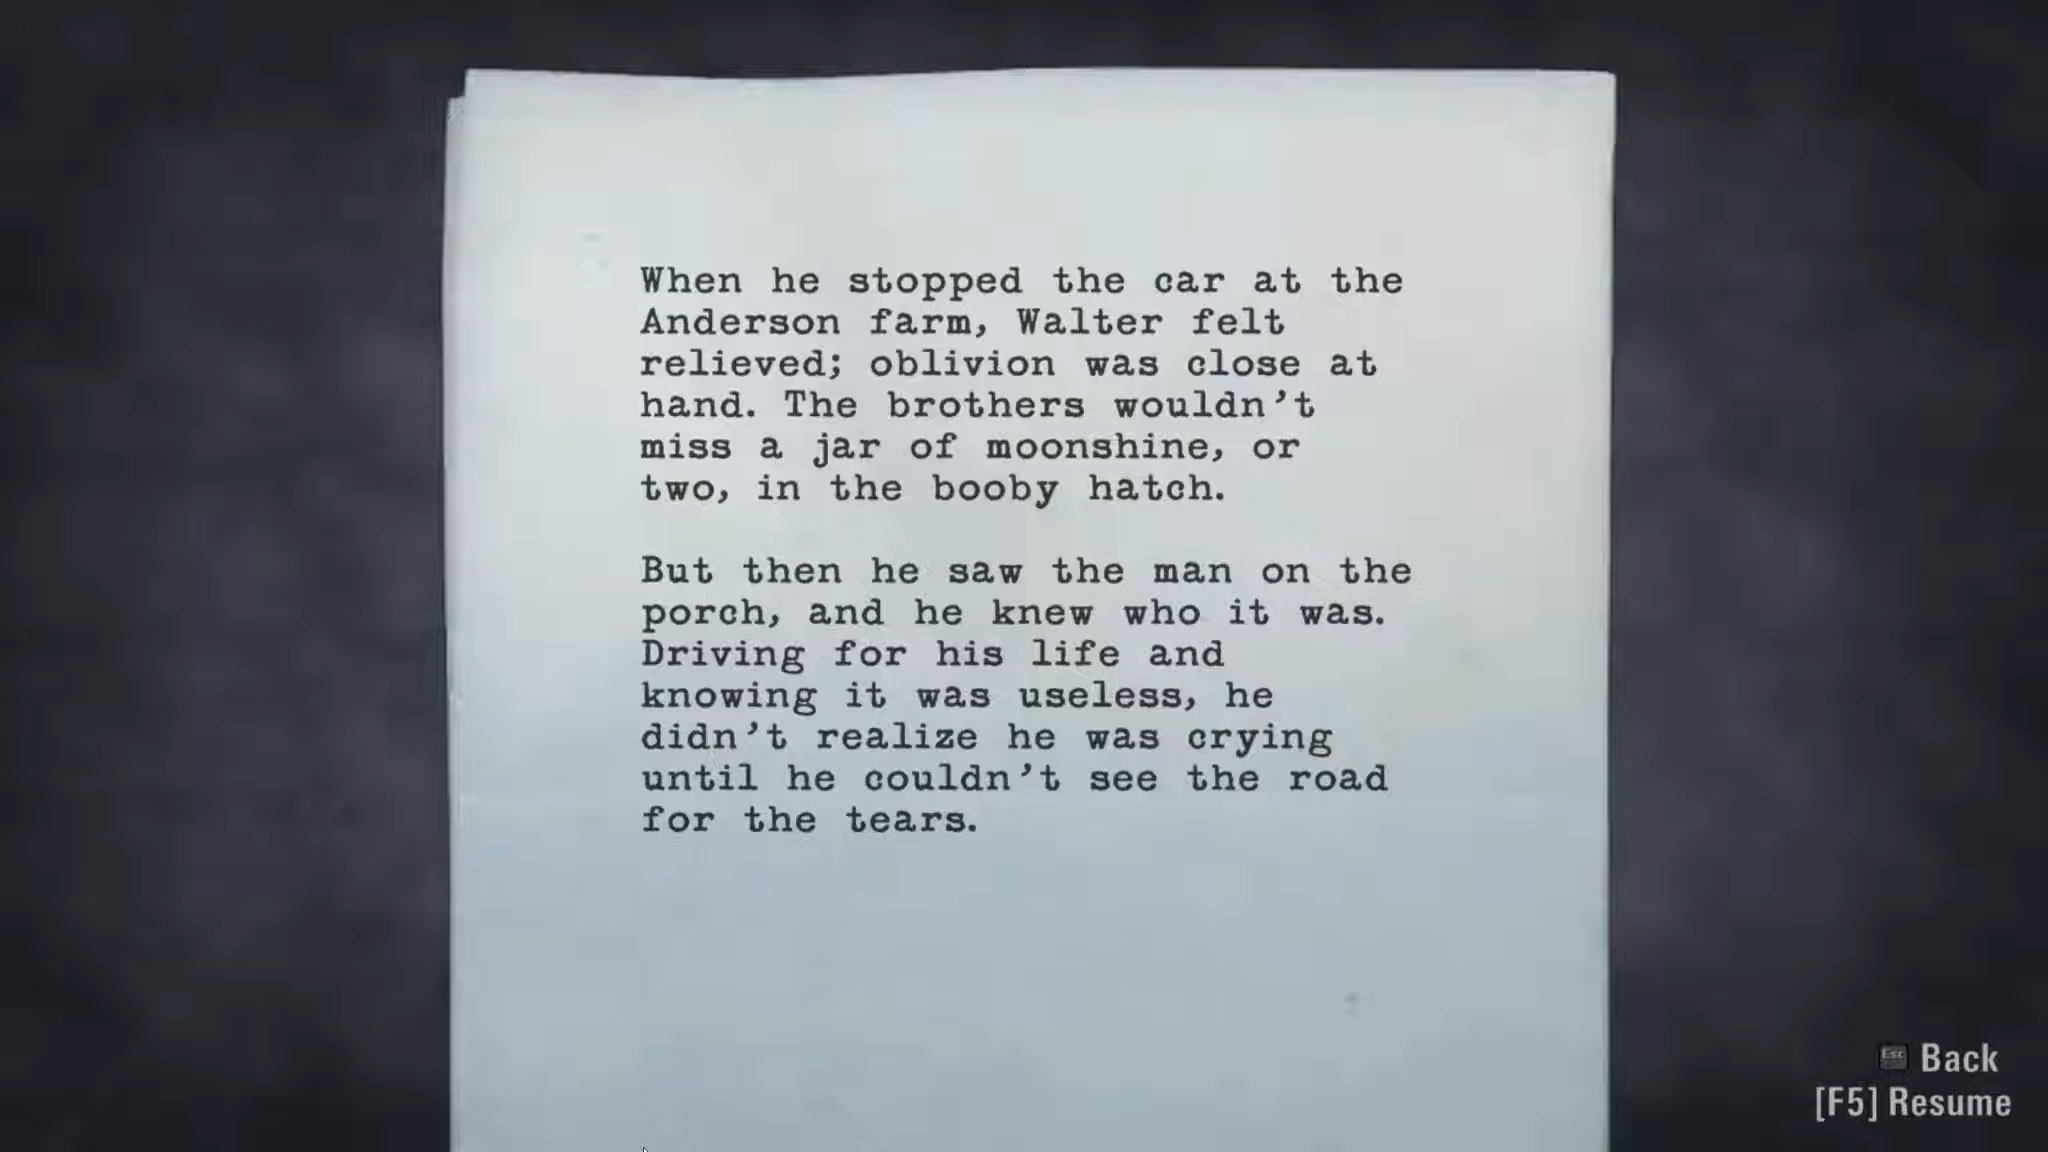 When he stopped the car at the
Anderson farm, Walter felt
relieved; oblivion was close at
hand. The brothers wouldn't
miss a jar of moonshine, or
two, in the booby hatch.
But then he saw the man on the
porch, and he knew who it was.
Driving for his life and
knowing it was useless, he
didn't realize he was crying
until he couldn't see the road
for the tears.
Esc Back
[F5] Resume